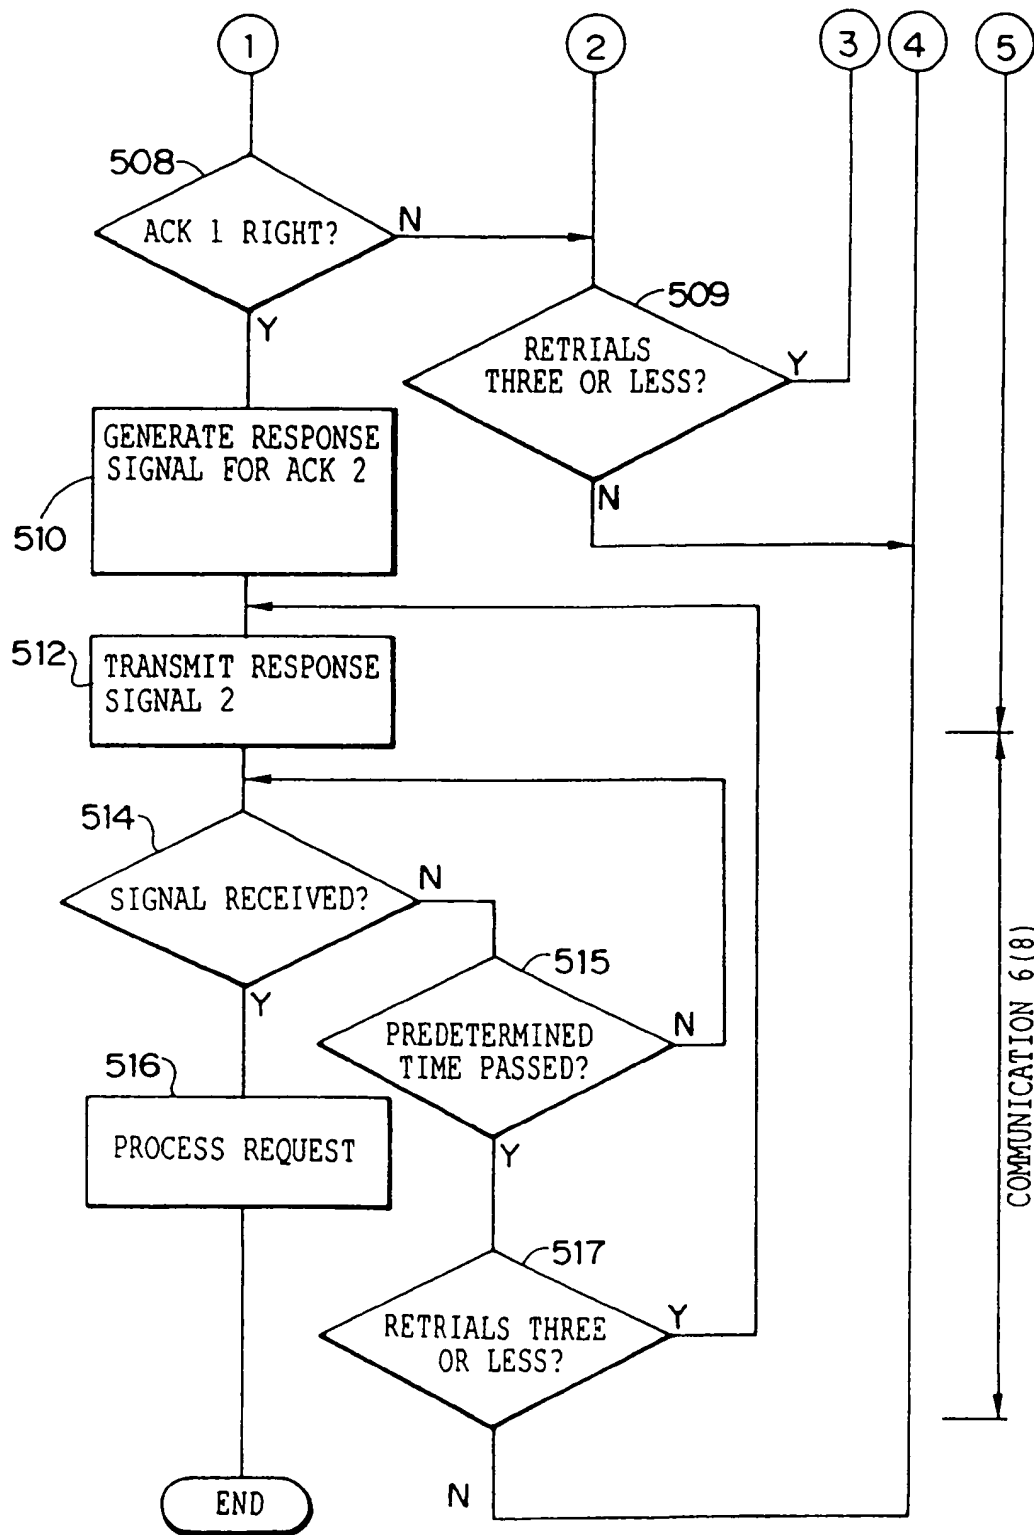 1
2
3
4
5
508
ACK 1 RIGHT?
N
Y
509
RETRIALS
THREE OR LESS?
Y
N
GENERATE RESPONSE
SIGNAL FOR ACK 2
510
512
TRANSMIT RESPONSE
SIGNAL 2
514
SIGNAL RECEIVED?
N
Y
515
PREDETERMINED
TIME PASSED?
N
Y
516
PROCESS REQUEST
517
RETRIALS THREE
OR LESS?
Y
N
END
COMMUNICATION 6(8)